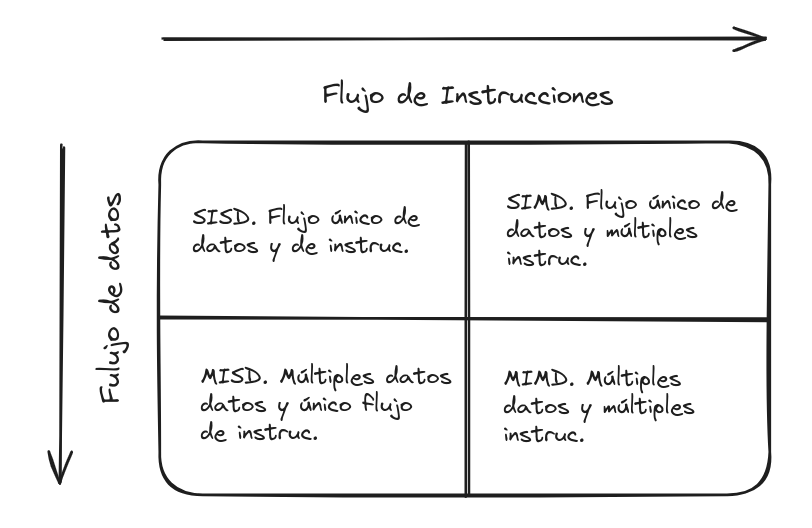 Flujo de Instrucciones
Fulujo de datos
SISD. Flujo único de
datos y de instruc.
SIMD. Flujo único de
datos y múltiples
instruc.
MISD. Múltiples datos
datos y único flujo
de instruc.
MIMD. Múltiples
datos y múltiples
instruc.